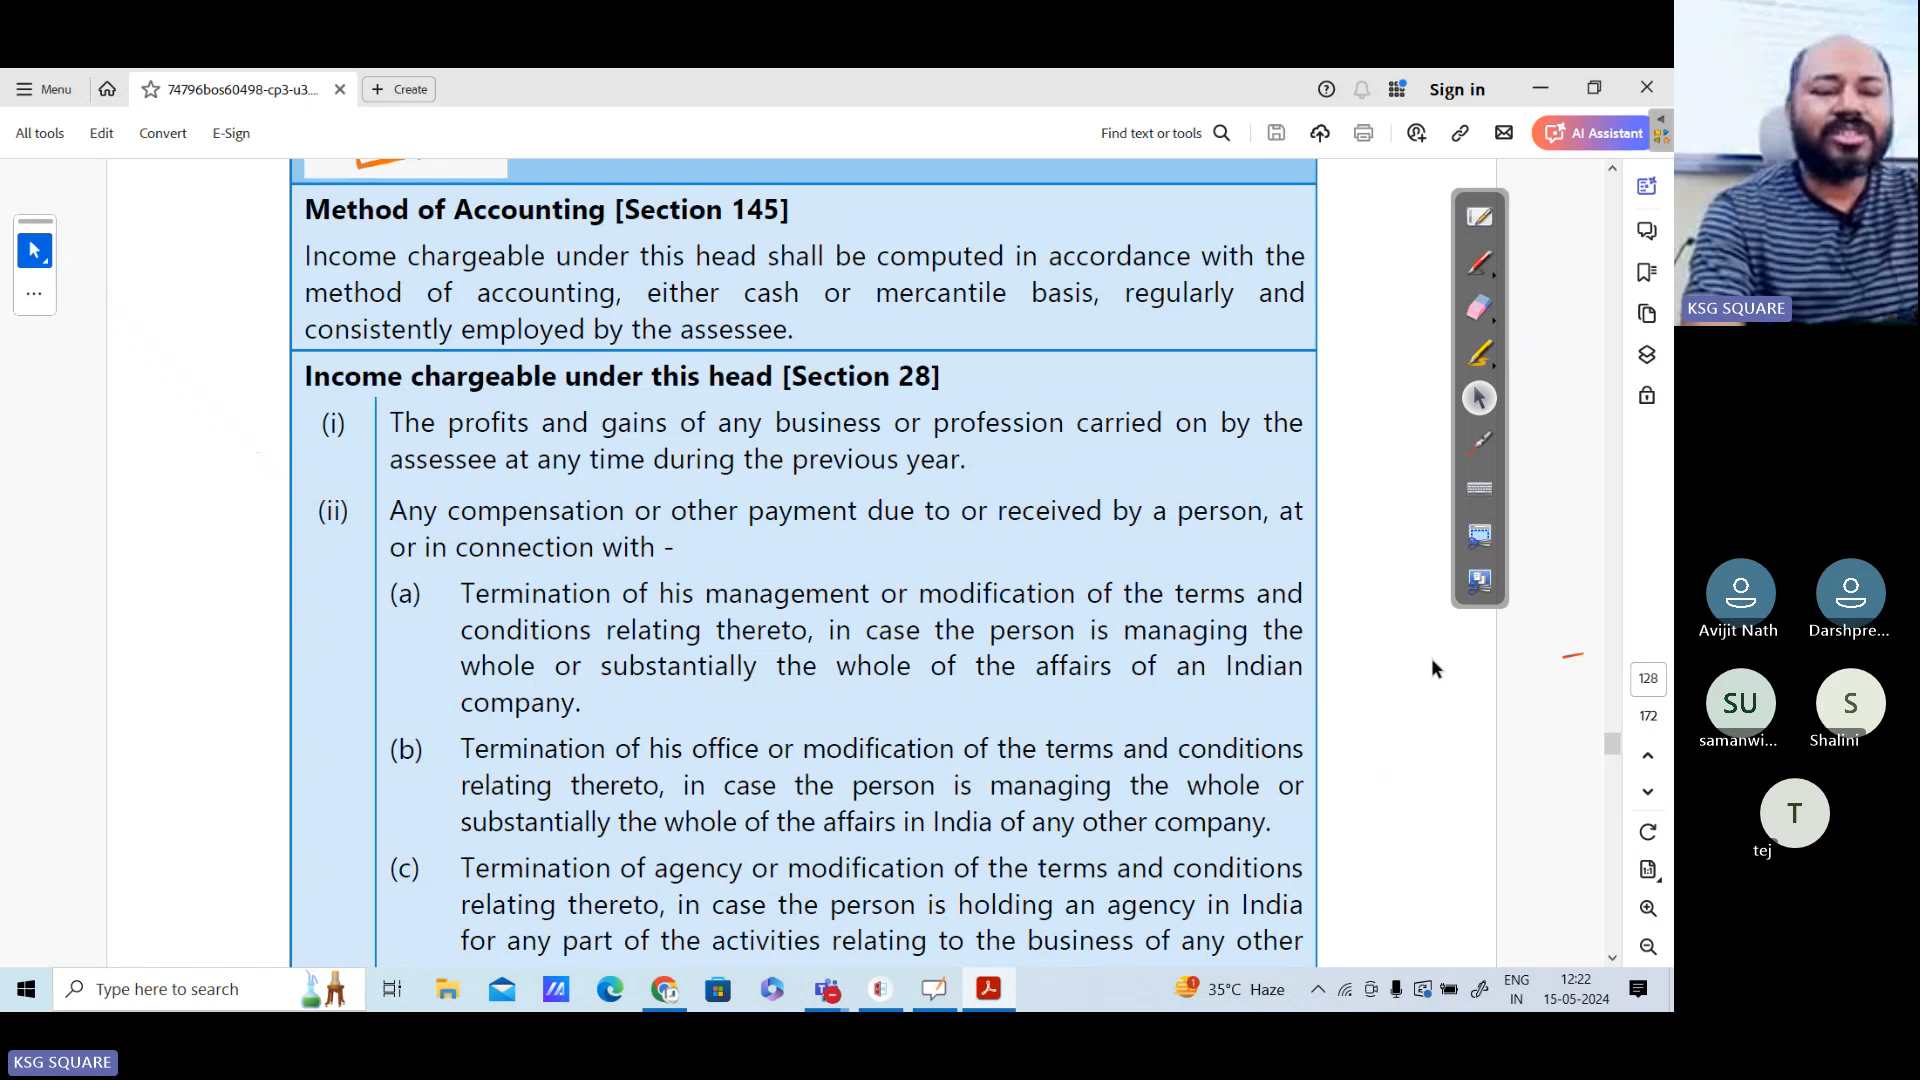 Menu
74796bos60498-cp3-u3...
Create
Sign in
All tools
Edit
Convert
E-Sign
Find text or tools
AI Assistant
Method of Accounting [Section 145]
Income chargeable under this head shall be computed in accordance with the
method of accounting, either cash or mercantile basis, regularly and
consistently employed by the assessee.
Income chargeable under this head [Section 28]
(i) The profits and gains of any business or profession carried on by the
assessee at any time during the previous year.
(ii) Any compensation or other payment due to or received by a person, at
or in connection with -
(a) Termination of his management or modification of the terms and
conditions relating thereto, in case the person is managing the
whole or substantially the whole of the affairs of an Indian
company.
(b) Termination of his office or modification of the terms and conditions
relating thereto, in case the person is managing the whole or
substantially the whole of the affairs in India of any other company.
(c) Termination of agency or modification of the terms and conditions
relating thereto, in case the person is holding an agency in India
for any part of the activities relating to the business of any other
128
172
KSG SQUARE
Avijit Nath
Darshpre...
SU
samanwi...
S
Shalini
T
tej
Type here to search
35°C Haze
ENG
IN
12:22
15-05-2024
KSG SQUARE